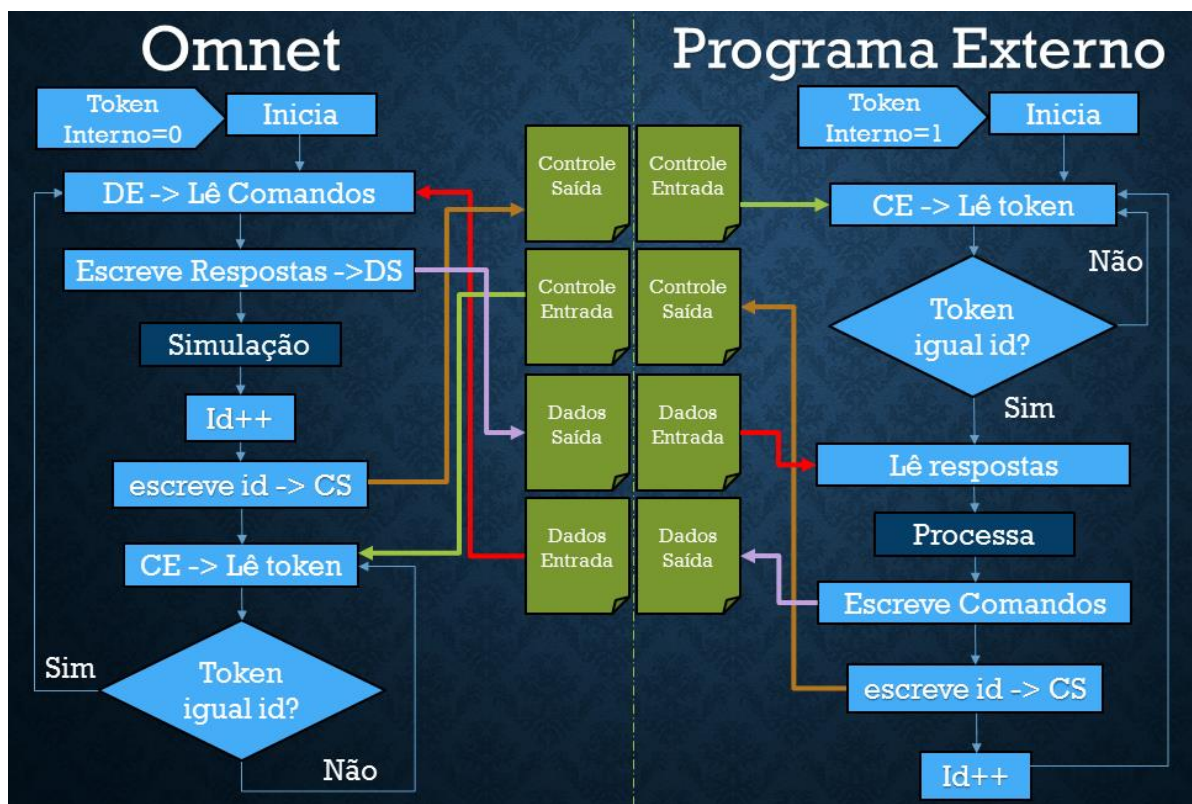 Omnet
Token
Interno=0
Inicia
DE -> Lê Comandos
Escreve Respostas ->DS
Simulação
Id++
escreve id -> CS
CE -> Lê token
Token
igual id?
Sim
Não
Controle
Saída
Controle
Entrada
Controle
Entrada
Controle
Saída
Dados
Saída
Dados
Entrada
Dados
Entrada
Dados
Saída
Programa Externo
Token
Interno=1
Inicia
CE -> Lê token
Não
Token
igual id?
Sim
Lê respostas
Processa
Escreve Comandos
escreve id -> CS
Id++